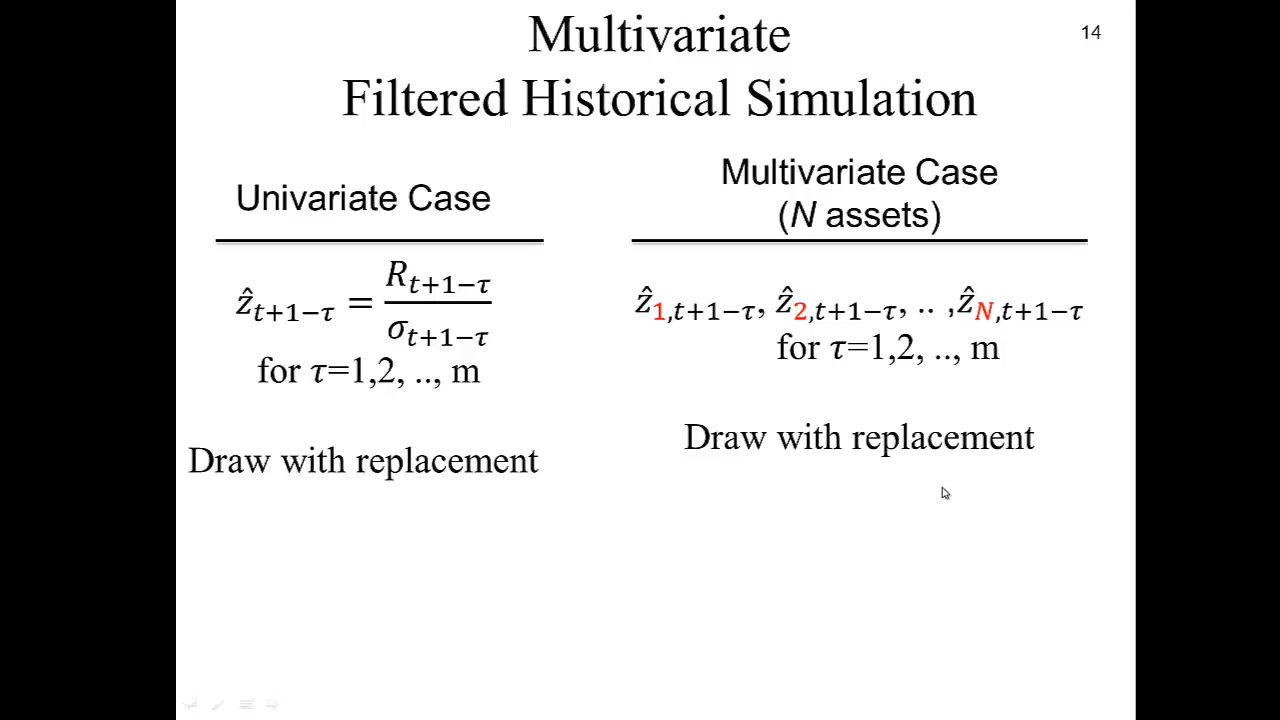 Multivariate
14
Filtered Historical Simulation
Univariate Case
ẑ_{t+1−τ} = R_{t+1−τ} / σ_{t+1−τ}
for τ=1,2, .., m
Draw with replacement
Multivariate Case
(N assets)
ẑ_{1,t+1−τ}, ẑ_{2,t+1−τ}, .. ,ẑ_{N,t+1−τ}
for τ=1,2, .., m
Draw with replacement